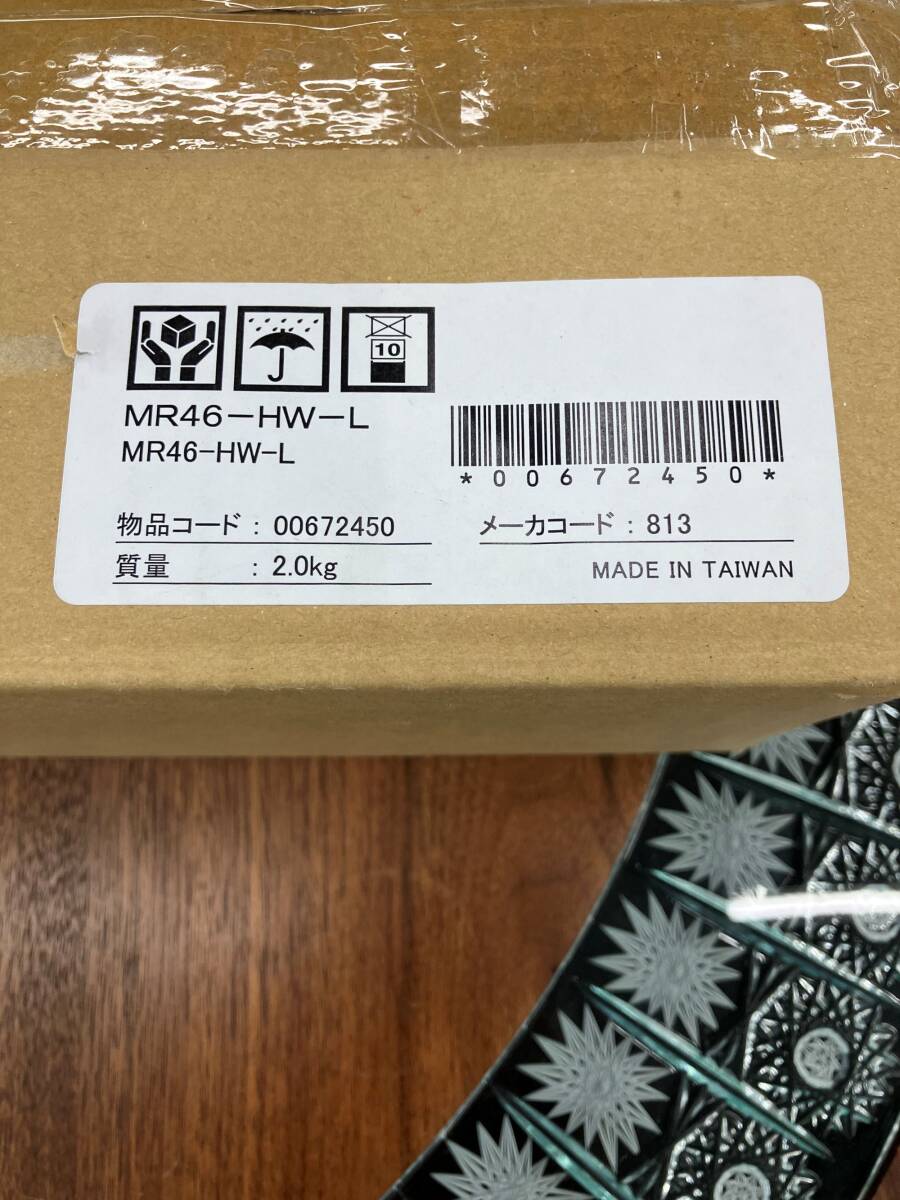 10
MR46-HW-L
MR46-HW-L
*00672450*
物品コード : 00672450
メーカコード : 813
質量 : 2.0kg
MADE IN TAIWAN